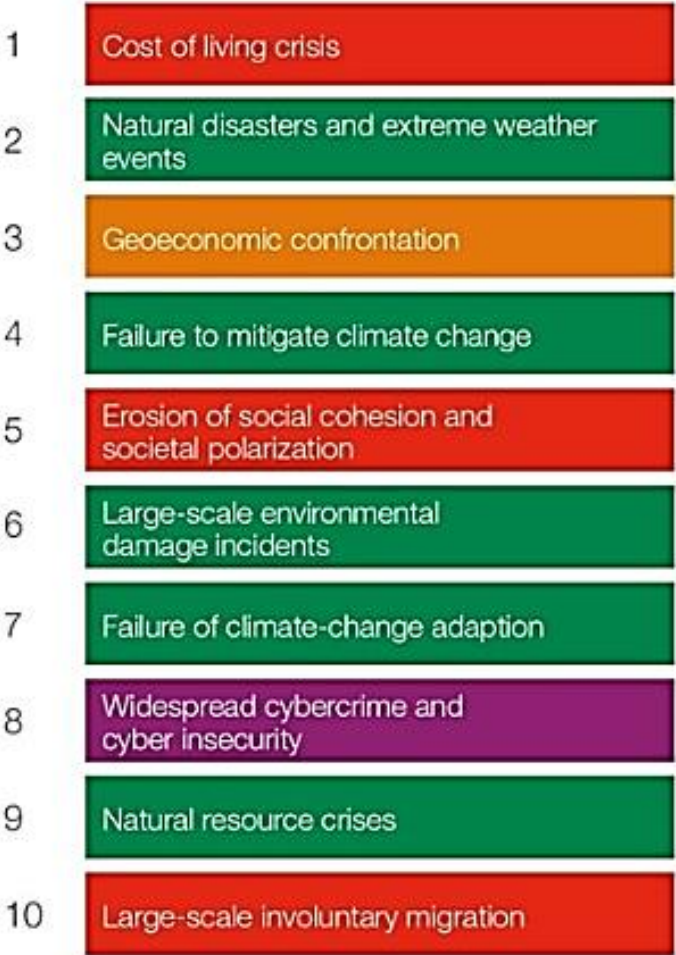 1 Cost of living crisis
2 Natural disasters and extreme weather
events
3 Geoeconomic confrontation
4 Failure to mitigate climate change
5 Erosion of social cohesion and
societal polarization
6 Large-scale environmental
damage incidents
7 Failure of climate-change adaption
8 Widespread cybercrime and
cyber insecurity
9 Natural resource crises
10 Large-scale involuntary migration